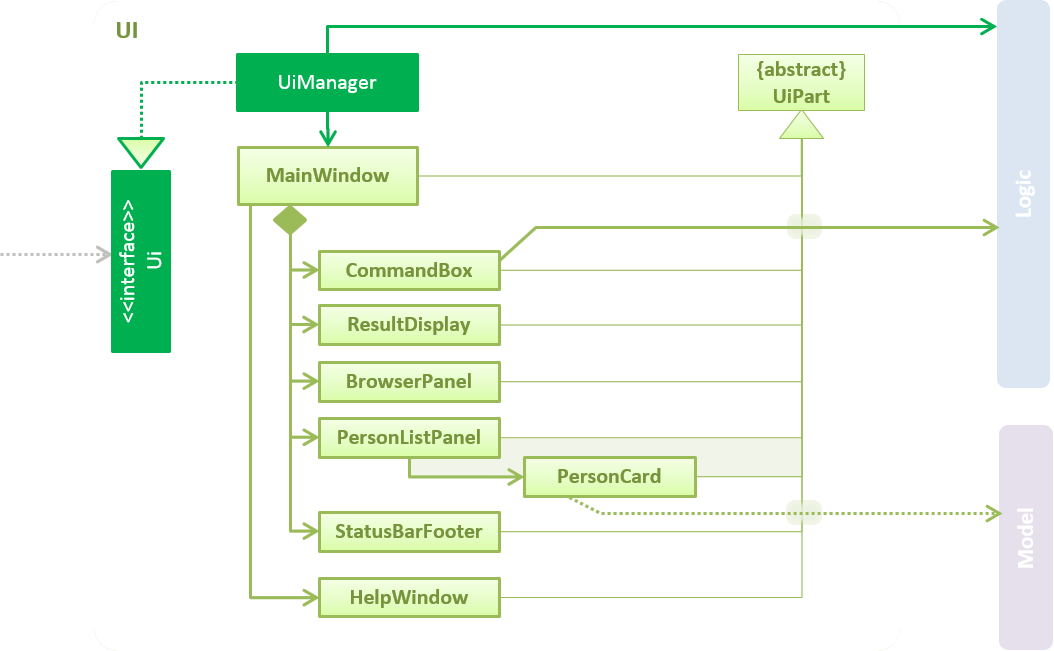 UI
UiManager
{abstract}
UiPart
MainWindow
Logic
<<interface>>
Ui
CommandBox
ResultDisplay
BrowserPanel
PersonListPanel
PersonCard
Model
StatusBarFooter
HelpWindow